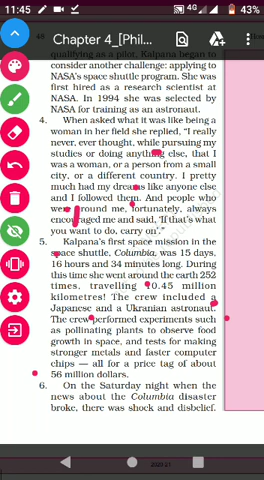 11:45
4G
43%
Chapter 4_[Phil
qualifying as a pilot, Kalpana began to
consider another challenge: applying to
NASA's space shuttle program. She was
first hired as a research scientist at
NASA. In 1994 she was selected by
NASA for training as an astronaut.
4. When asked what it was like being a
woman in her field she replied, "I really
never, ever thought, while pursuing my
studies or doing anything else, that I
was a woman, or a person from a small
city, or a different country. I pretty
much had my dreams like anyone else
and I followed them. And people who
were around me, fortunately, always
encouraged me and said, 'If that's what
you want to do, carry on'."
5. Kalpana's first space mission in the
space shuttle, Columbia, was 15 days,
16 hours and 34 minutes long. During
this time she went around the earth 252
times, travelling 10.45 million
kilometres! The crew included a
Japanese and a Ukranian astronaut.
The crew performed experiments such
as pollinating plants to observe food
growth in space, and tests for making
stronger metals and faster computer
chips — all for a price tag of about
56 million dollars.
6. On the Saturday night when the
news about the Columbia disaster
broke, there was shock and disbelief.
2020-21